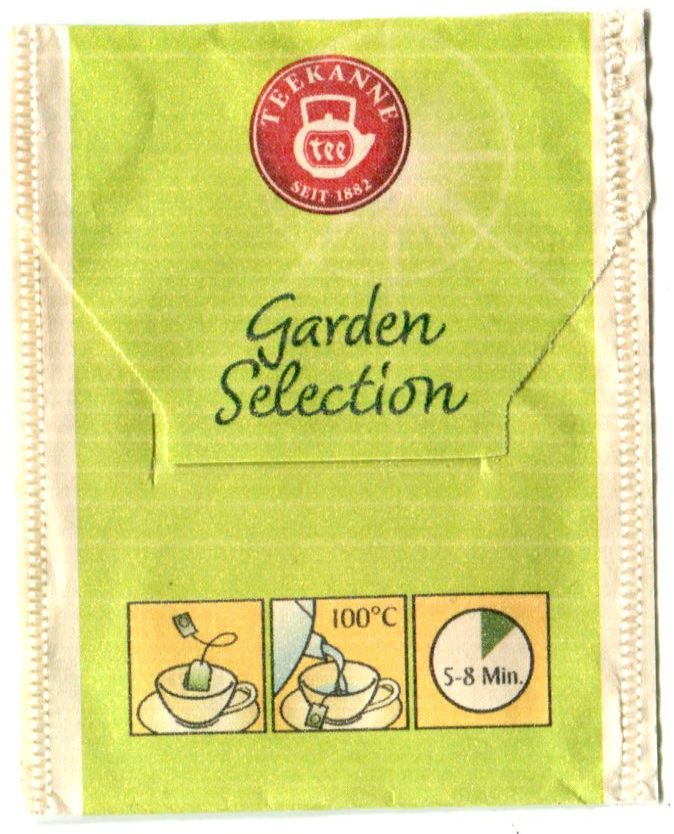 TEEKANNE
tee
SEIT 1882
Garden
Selection
100°C
5-8 Min.